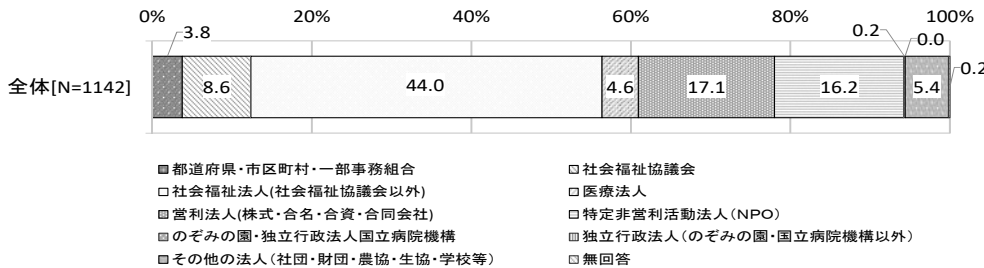 0% 20% 40% 60% 80% 100%
3.8 0.2 0.0
0.2
全体[N=1142] 8.6 44.0 4.6 17.1 16.2 5.4
都道府県・市区町村・一部事務組合 社会福祉協議会
社会福祉法人(社会福祉協議会以外) 医療法人
営利法人(株式・合名・合資・合同会社) 特定非営利活動法人（NPO）
のぞみの園・独立行政法人国立病院機構 独立行政法人（のぞみの園・国立病院機構以外）
その他の法人（社団・財団・農協・生協・学校等） 無回答